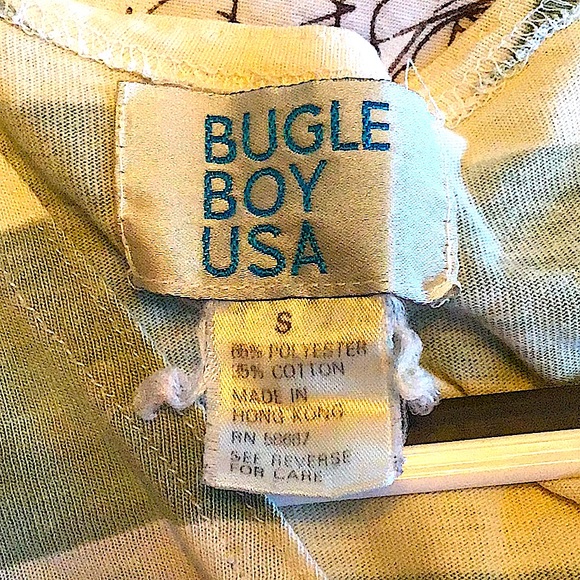 BUGLE
BOY
USA
S
65% POLYESTER
35% COTTON
MADE IN
HONG KONG
RN
SEE REVERSE
FOR CARE